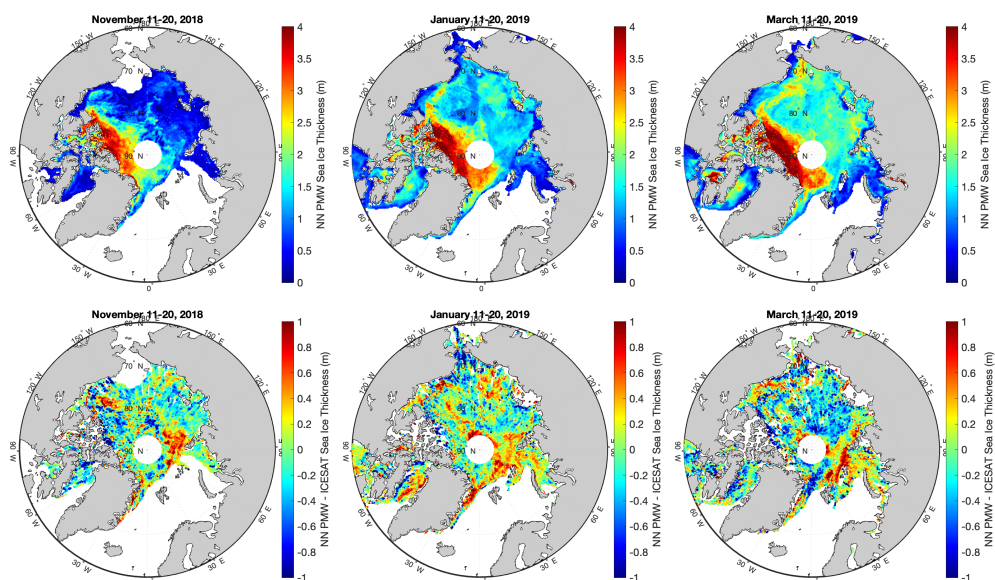 November 11-20, 2018
January 11-20, 2019
March 11-20, 2019
180° E
150° W
150° E
120° W
120° E
90° W
90° E
60° W
60° E
30° W
30° E
0
60° N
70° N
80° N
90° N
4
3.5
3
2.5
2
1.5
1
0.5
0
NN PMW Sea Ice Thickness (m)
NN PMW Sea Ice Thickness (m)
NN PMW Sea Ice Thickness (m)
November 11-20, 2018
January 11-20, 2019
March 11-20, 2019
1
0.8
0.6
0.4
0.2
0
-0.2
-0.4
-0.6
-0.8
-1
NN PMW - ICESAT Sea Ice Thickness (m)
NN PMW - ICESAT Sea Ice Thickness (m)
NN PMW - ICESAT Sea Ice Thickness (m)